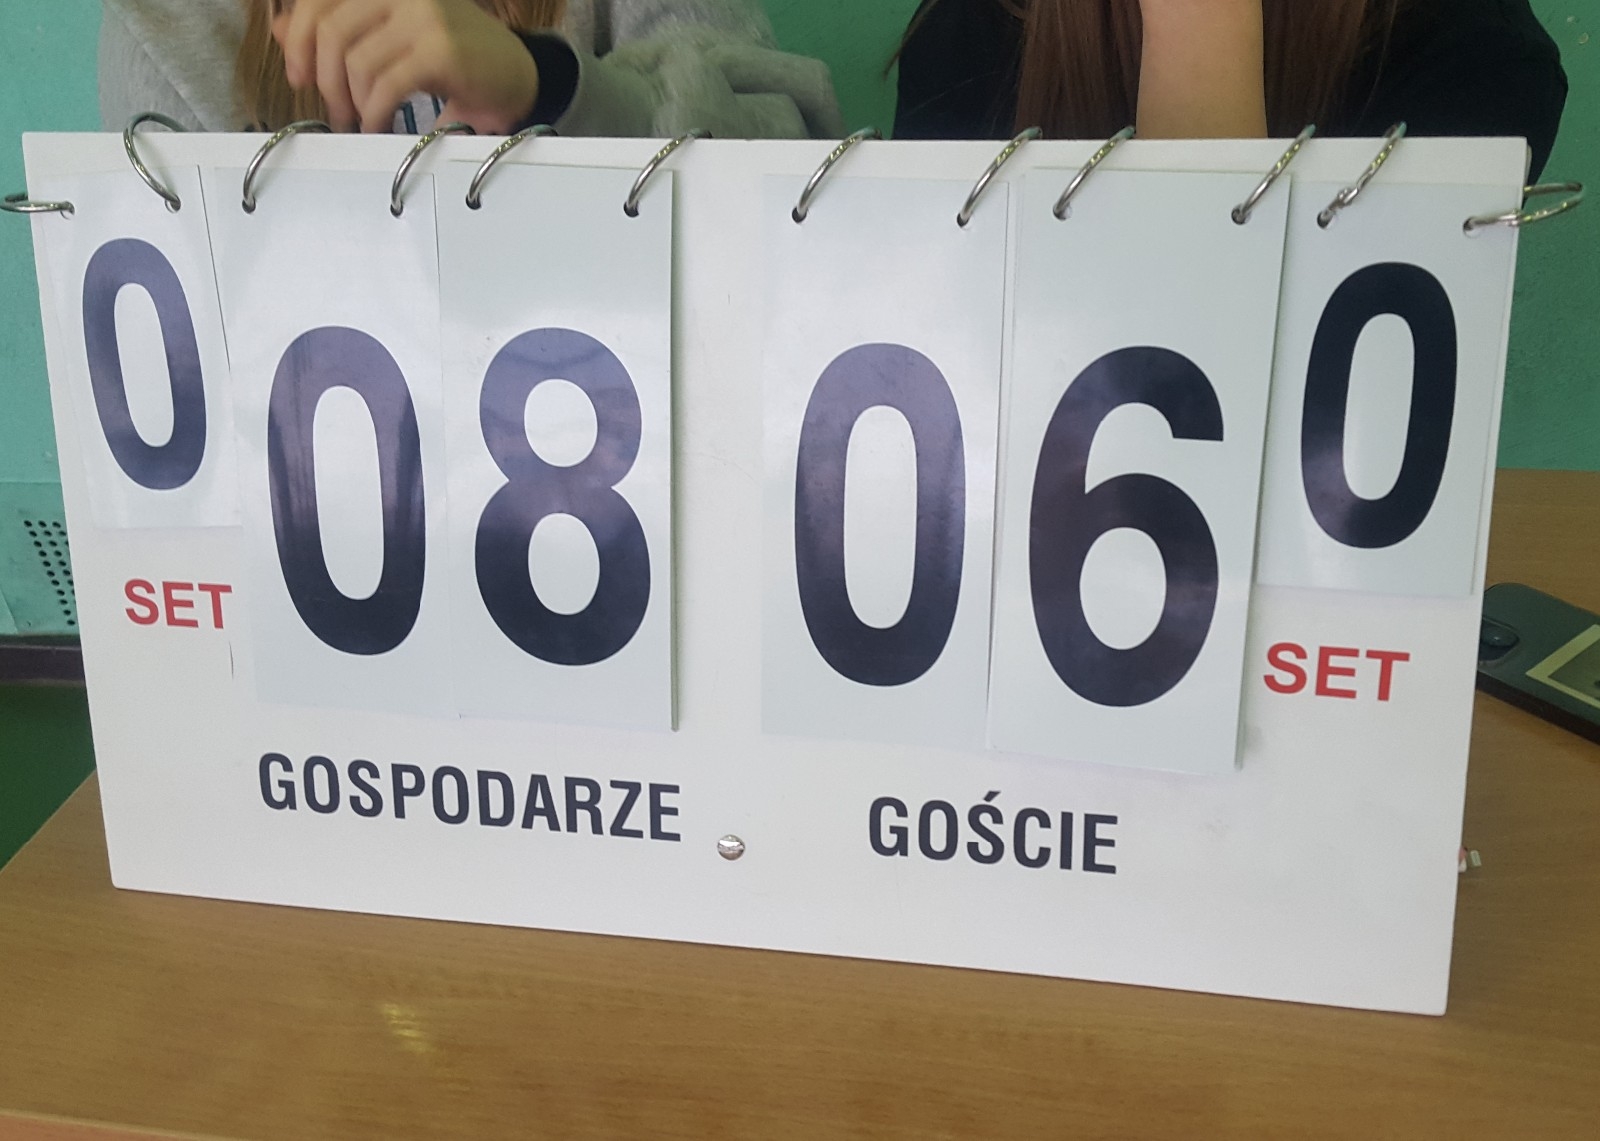 0 08 06 0
SET SET
GOSPODARZE GOŚCIE